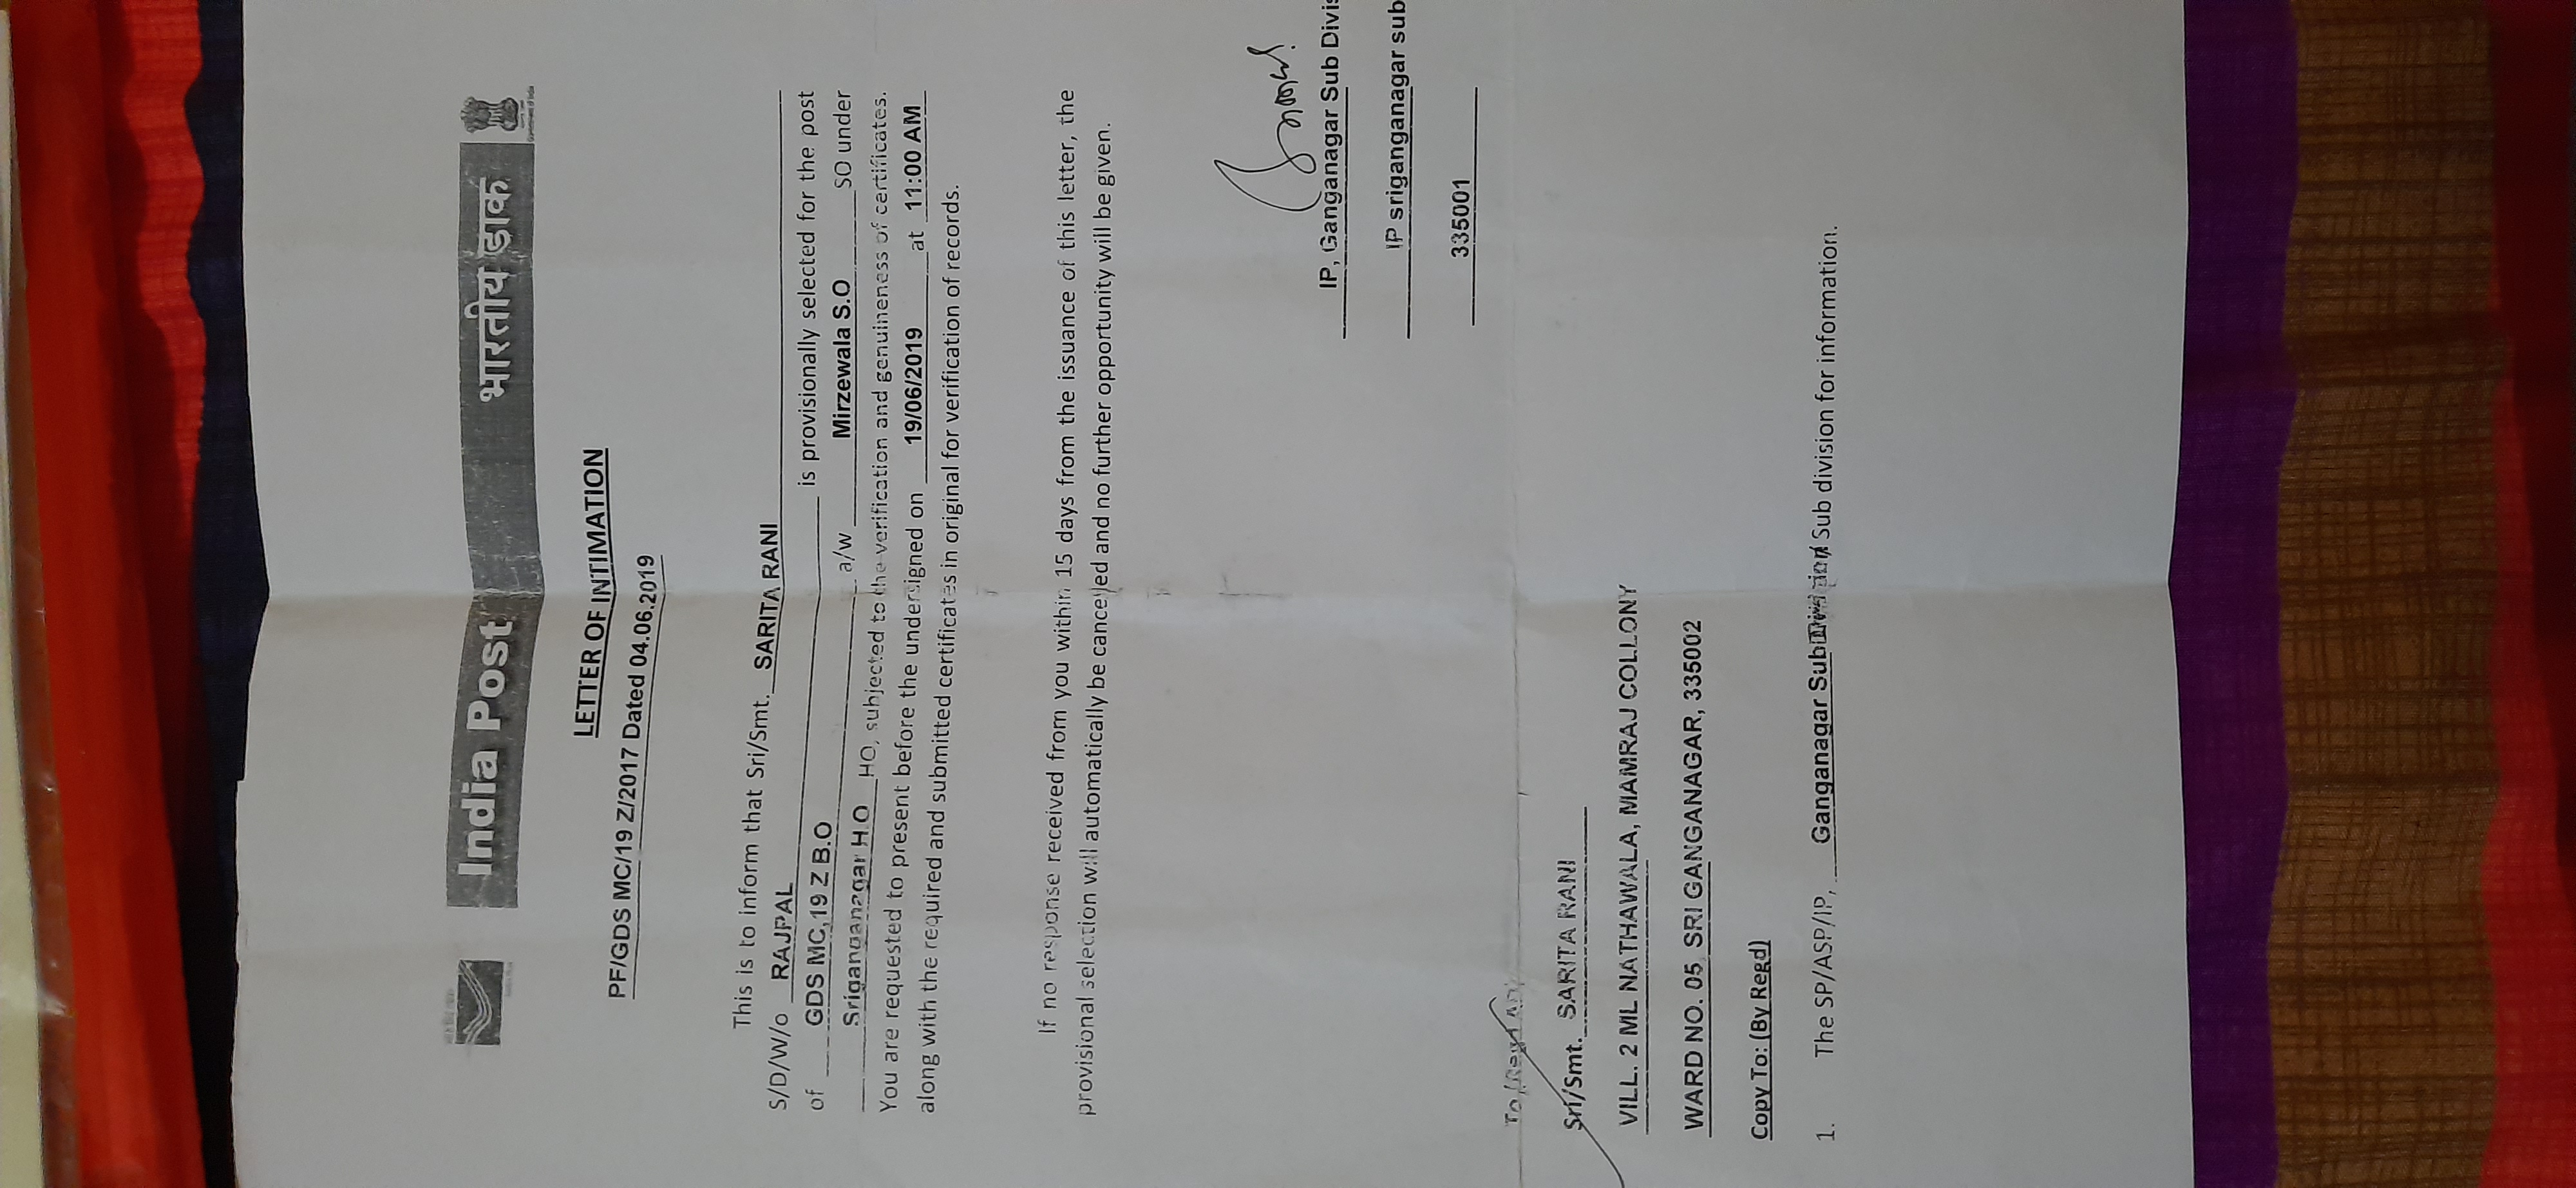 India Post भारतीय डाक
Government of India
LETTER OF INTIMATION
PF/GDS MC/19 Z/2017 Dated 04.06.2019
This is to inform that Sri/Smt. SARITA RANI
S/D/W/o RAJPAL is provisionally selected for the post
of GDS MC,19 Z B.O a/w Mirzewala S.O SO under
Sriganganagar H.O HO, subjected to the verification and genuineness of certificates.
You are requested to present before the undersigned on 19/06/2019 at 11:00 AM
along with the required and submitted certificates in original for verification of records.
If no response received from you within 15 days from the issuance of this letter, the
provisional selection will automatically be cancelled and no further opportunity will be given.
IP, Ganganagar Sub Divis
IP sriganganagar sub
335001
To,(Regd AD)
Sri/Smt. SARITA RANI
VILL. 2 ML NATHAWALA, MAMRAJ COLLONY
WARD NO. 05, SRI GANGANAGAR, 335002
Copy To: (By Regd)
1. The SP/ASP/IP, Ganganagar Sub Division Sub division for information.